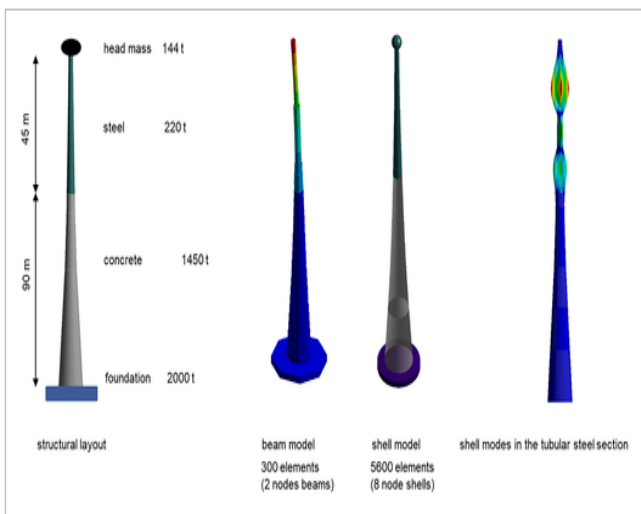 head mass 144 t
45 m
steel 220 t
90 m
concrete 1450 t
foundation 2000 t
structural layout
beam model
300 elements
(2 nodes beams)
shell model
5600 elements
(8 node shells)
shell modes in the tubular steel section